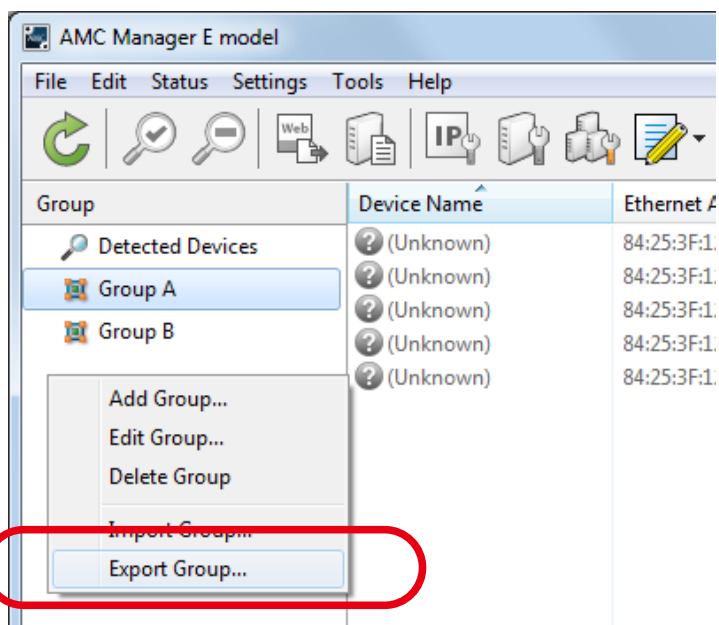 AMC Manager E model
File Edit Status Settings Tools Help
Web
IP
Group Device Name Ethernet A
Detected Devices (Unknown) 84:25:3F:1
Group A (Unknown) 84:25:3F:1
Group B (Unknown) 84:25:3F:1
(Unknown) 84:25:3F:1
(Unknown) 84:25:3F:1
Add Group...
Edit Group...
Delete Group
Import Group...
Export Group...